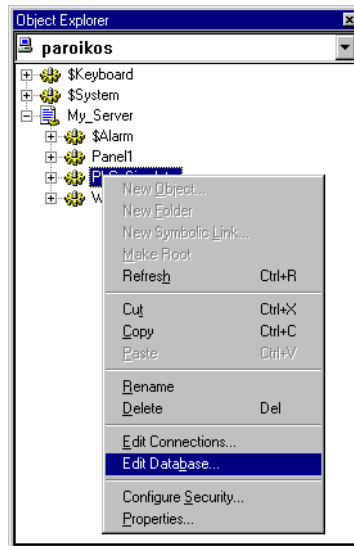 Object Explorer
paroikos
$Keyboard
$System
My_Server
$Alarm
Panel1
W
New Object...
New Folder
New Symbolic Link...
Make Root
Refresh Ctrl+R
Cut Ctrl+X
Copy Ctrl+C
Paste Ctrl+V
Rename
Delete Del
Edit Connections...
Edit Database...
Configure Security...
Properties...